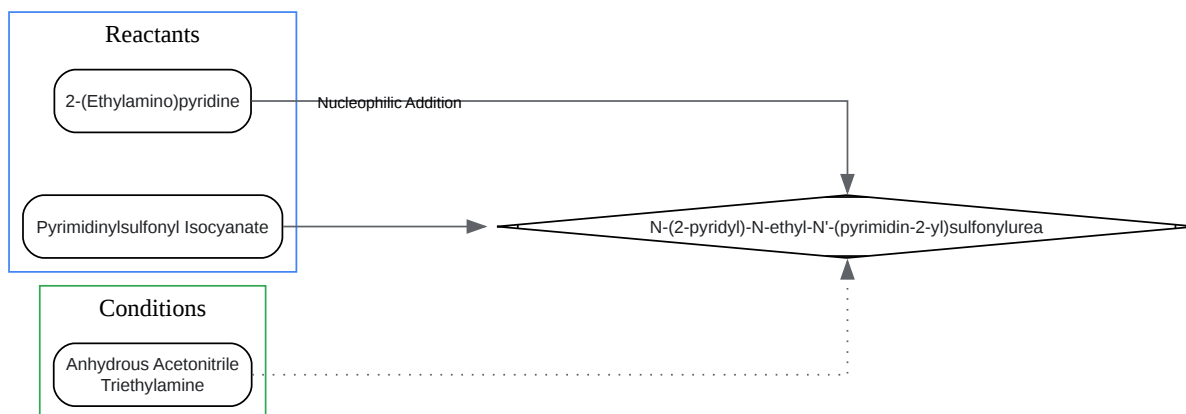 Reactants
2-(Ethylamino)pyridine
Nucleophilic Addition
Pyrimidinylsulfonyl Isocyanate
N-(2-pyridyl)-N-ethyl-N'-(pyrimidin-2-yl)sulfonylurea
Conditions
Anhydrous Acetonitrile
Triethylamine